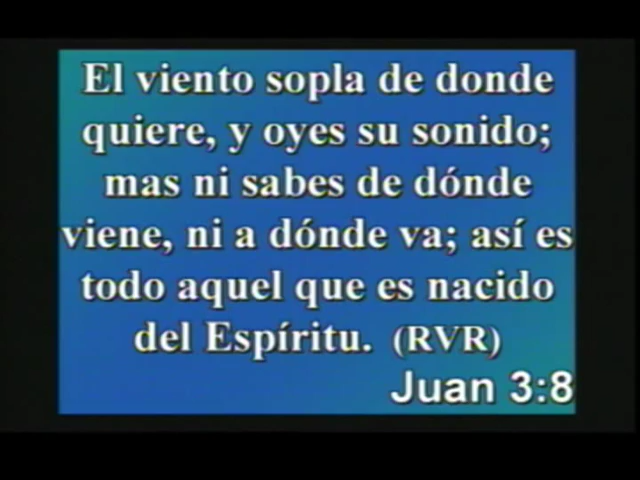 El viento sopla de donde
quiere, y oyes su sonido;
mas ni sabes de dónde
viene, ni a dónde va; así es
todo aquel que es nacido
del Espíritu. (RVR)
Juan 3:8